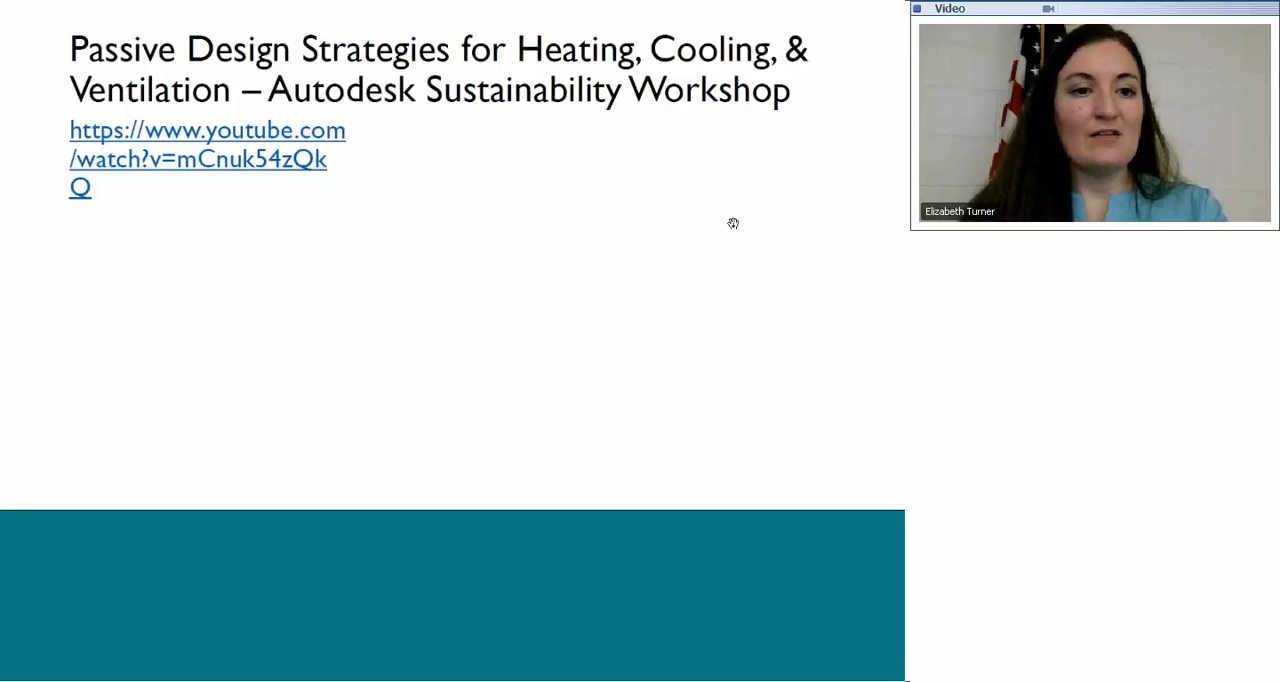 Passive Design Strategies for Heating, Cooling, &
Ventilation – Autodesk Sustainability Workshop
https://www.youtube.com
/watch?v=mCnuk54zQk
Q
Video
Elizabeth Turner